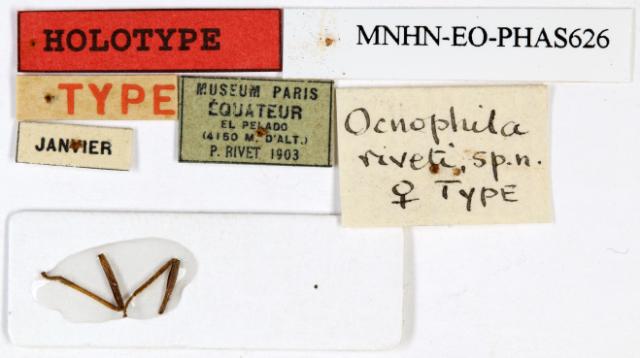 HOLOTYPE
MNHN-EO-PHAS626
TYPE
MUSEUM PARIS
ÉQUATEUR
EL PELADO
(4150 M. D'ALT.)
P. RIVET 1903
JANVIER
Ocnophila
riveti, sp.n.
♀ TYPE